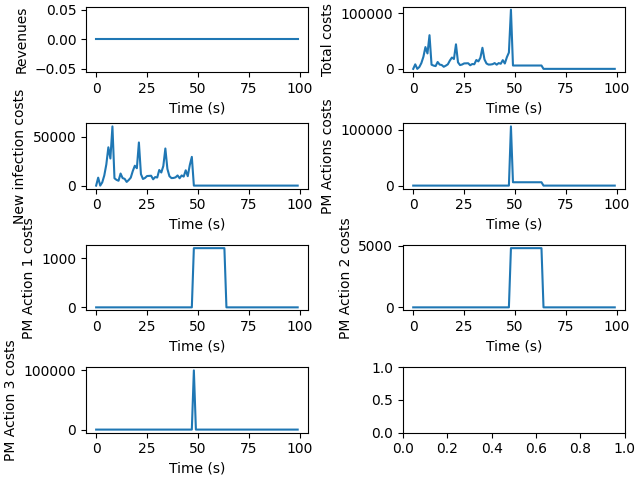 Revenues
0.05
0.00
−0.05
0 25 50 75 100
Time (s)
Total costs
100000
0
0 25 50 75 100
Time (s)
New infection costs
50000
0
0 25 50 75 100
Time (s)
PM Actions costs
100000
0
0 25 50 75 100
Time (s)
PM Action 1 costs
1000
0
0 25 50 75 100
Time (s)
PM Action 2 costs
5000
0
0 25 50 75 100
Time (s)
PM Action 3 costs
100000
0
0 25 50 75 100
Time (s)
1.0
0.5
0.0
0.0 0.2 0.4 0.6 0.8 1.0